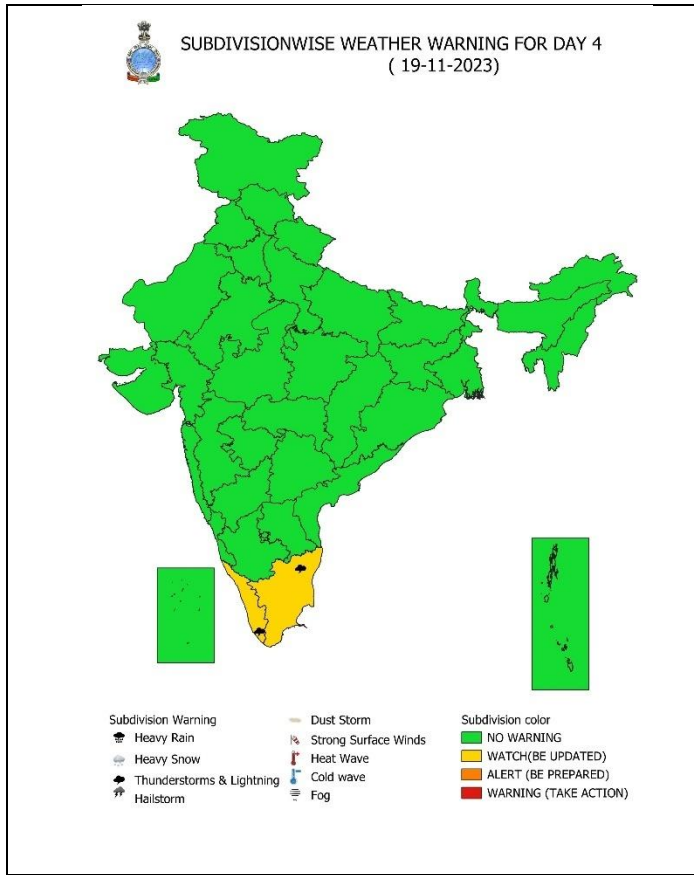 SUBDIVISIONWISE WEATHER WARNING FOR DAY 4
( 19-11-2023)
Subdivision Warning
Heavy Rain
Heavy Snow
Thunderstorms & Lightning
Hailstorm
Dust Storm
Strong Surface Winds
Heat Wave
Cold wave
Fog
Subdivision color
NO WARNING
WATCH(BE UPDATED)
ALERT (BE PREPARED)
WARNING (TAKE ACTION)